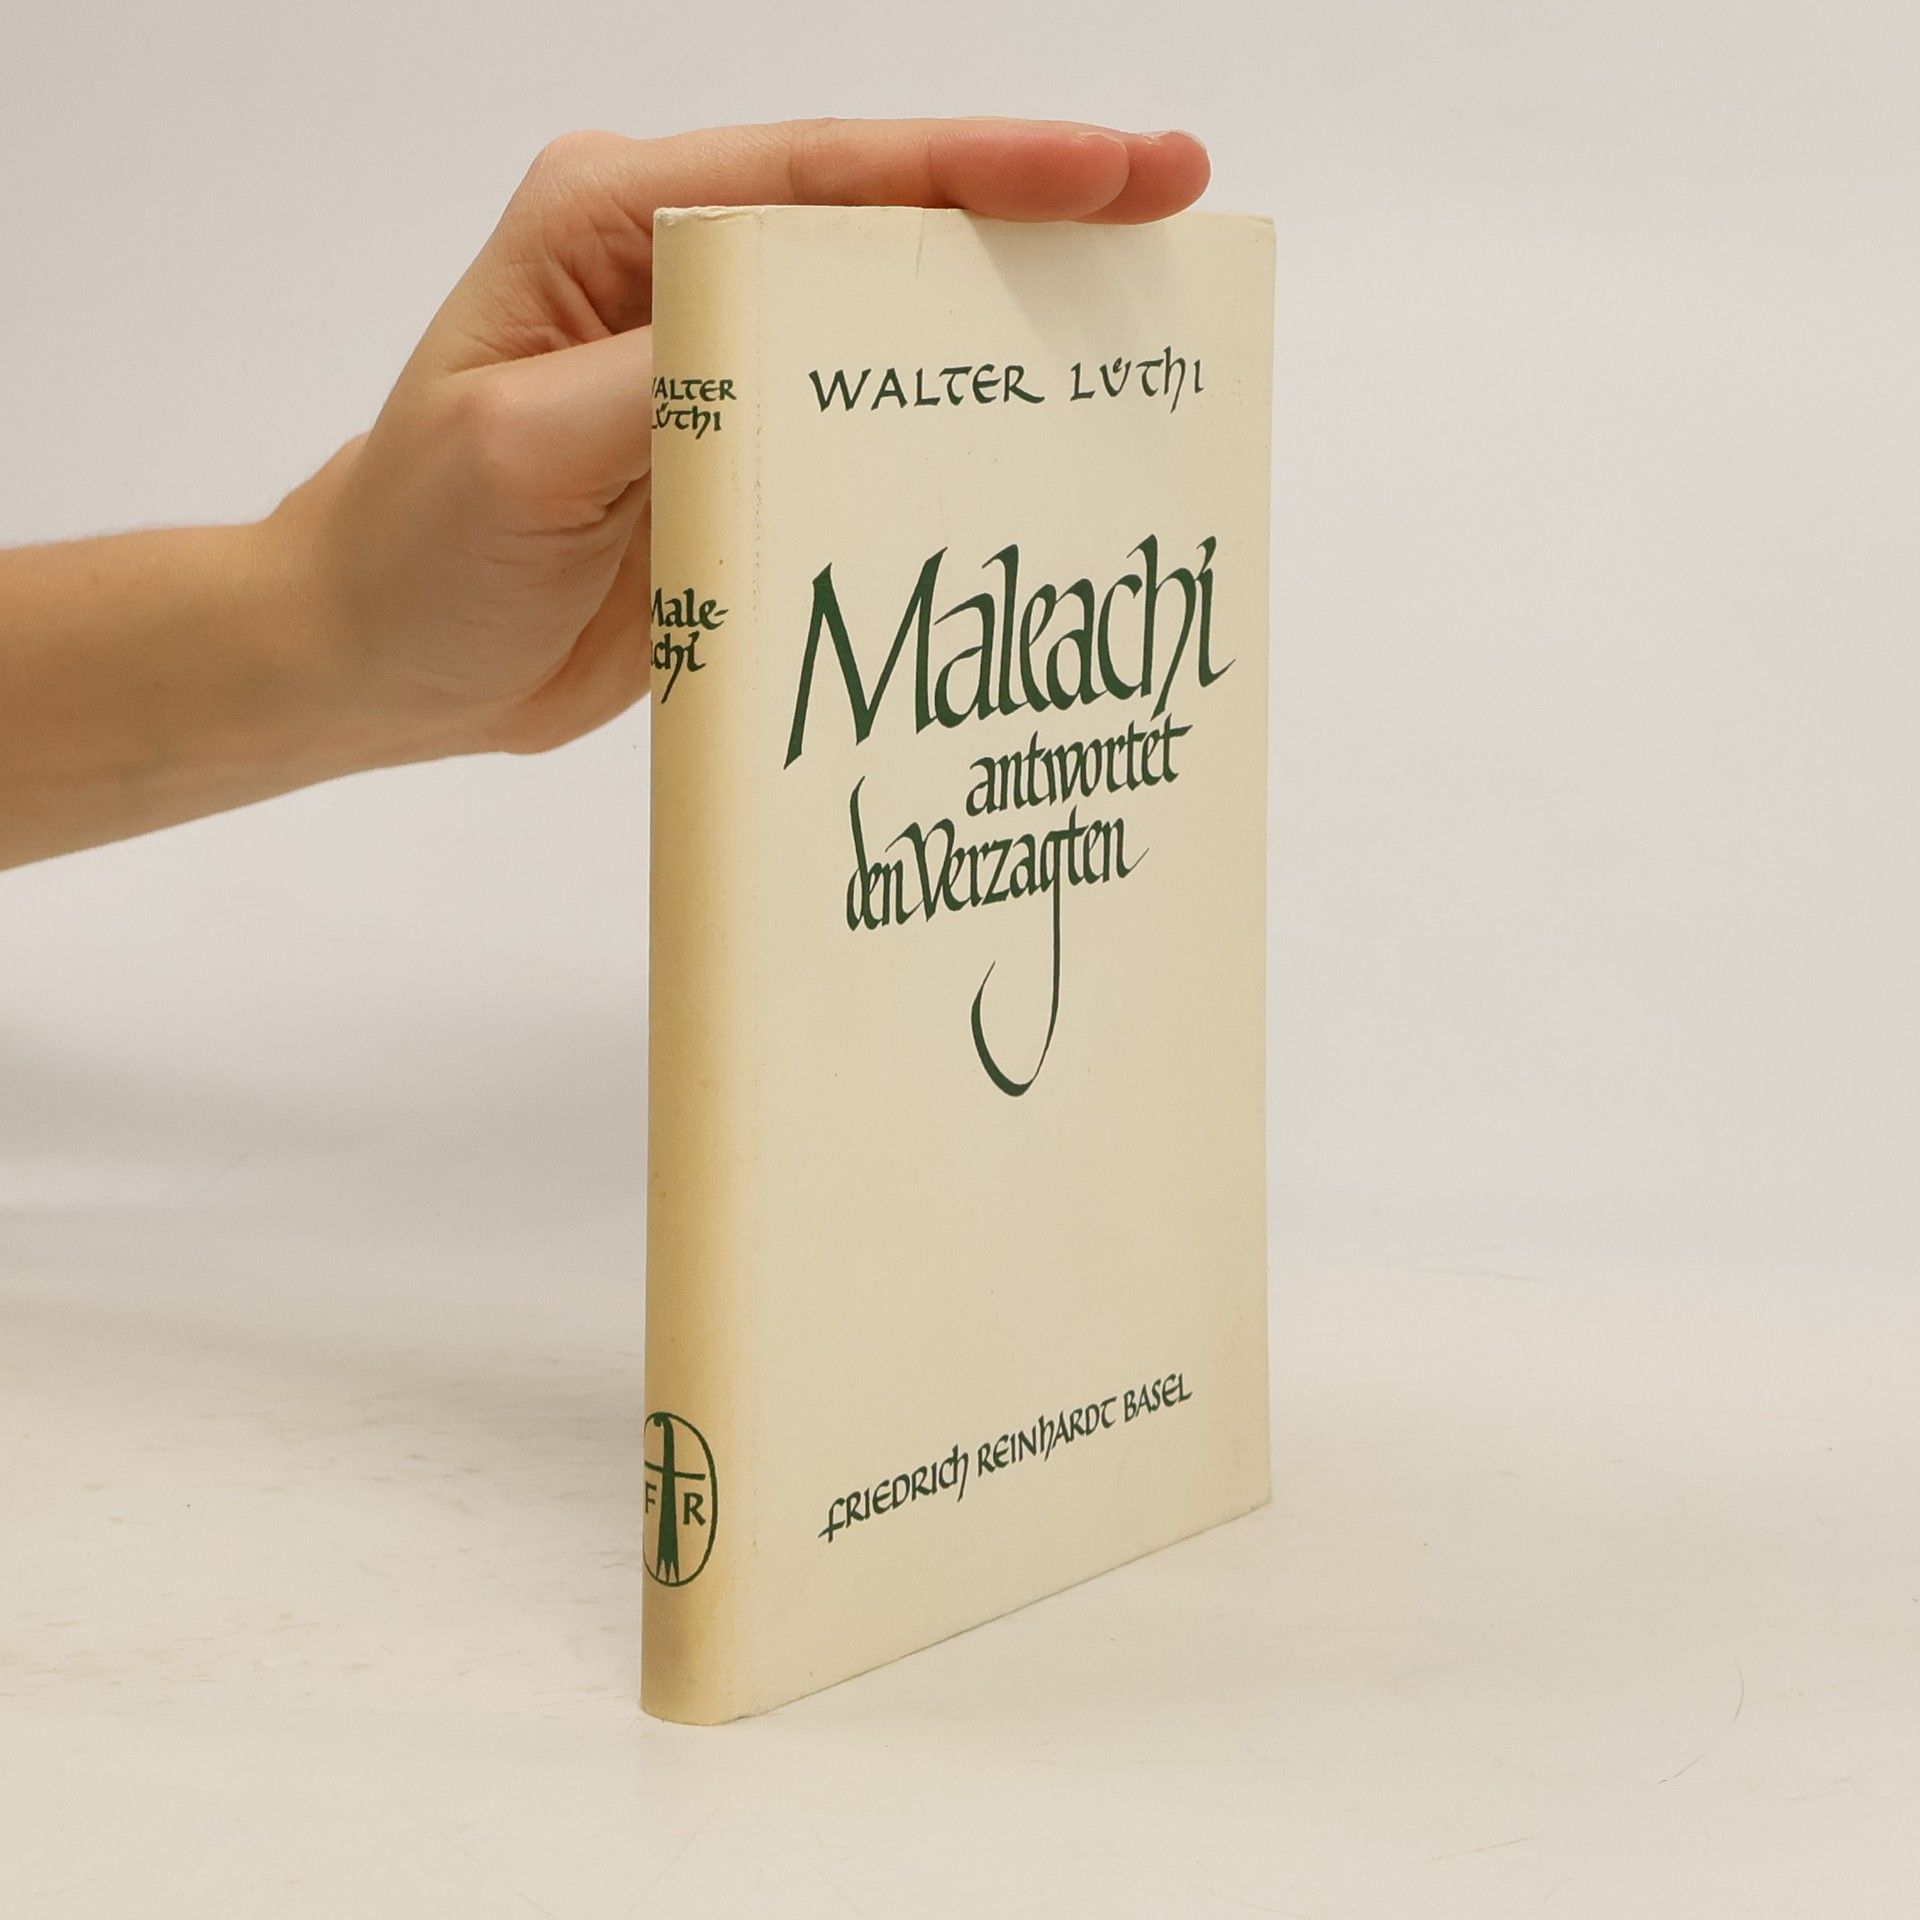 WALTER LÜTHI
Maleachi
antwortet
den Verzagten
FRIEDRICH REINHARDT BASEL
WALTER
LÜTHI
Male-
achi
F R